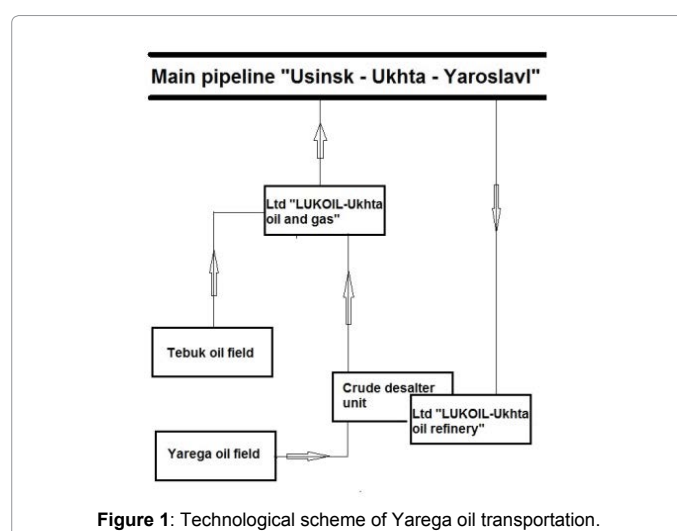 Main pipeline "Usinsk - Ukhta - Yaroslavl"
Ltd "LUKOIL-Ukhta
oil and gas"
Tebuk oil field
Crude desalter
unit
Ltd "LUKOIL-Ukhta
oil refinery"
Yarega oil field
Figure 1: Technological scheme of Yarega oil transportation.